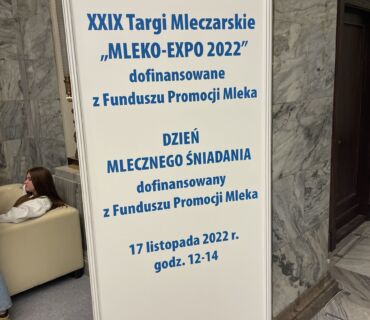 XXIX Targi Mleczarskie
„MLEKO-EXPO 2022”
dofinansowane
z Funduszu Promocji Mleka
DZIEŃ
MLECZNEGO ŚNIADANIA
dofinansowany
z Funduszu Promocji Mleka
17 listopada 2022 r.
godz. 12-14